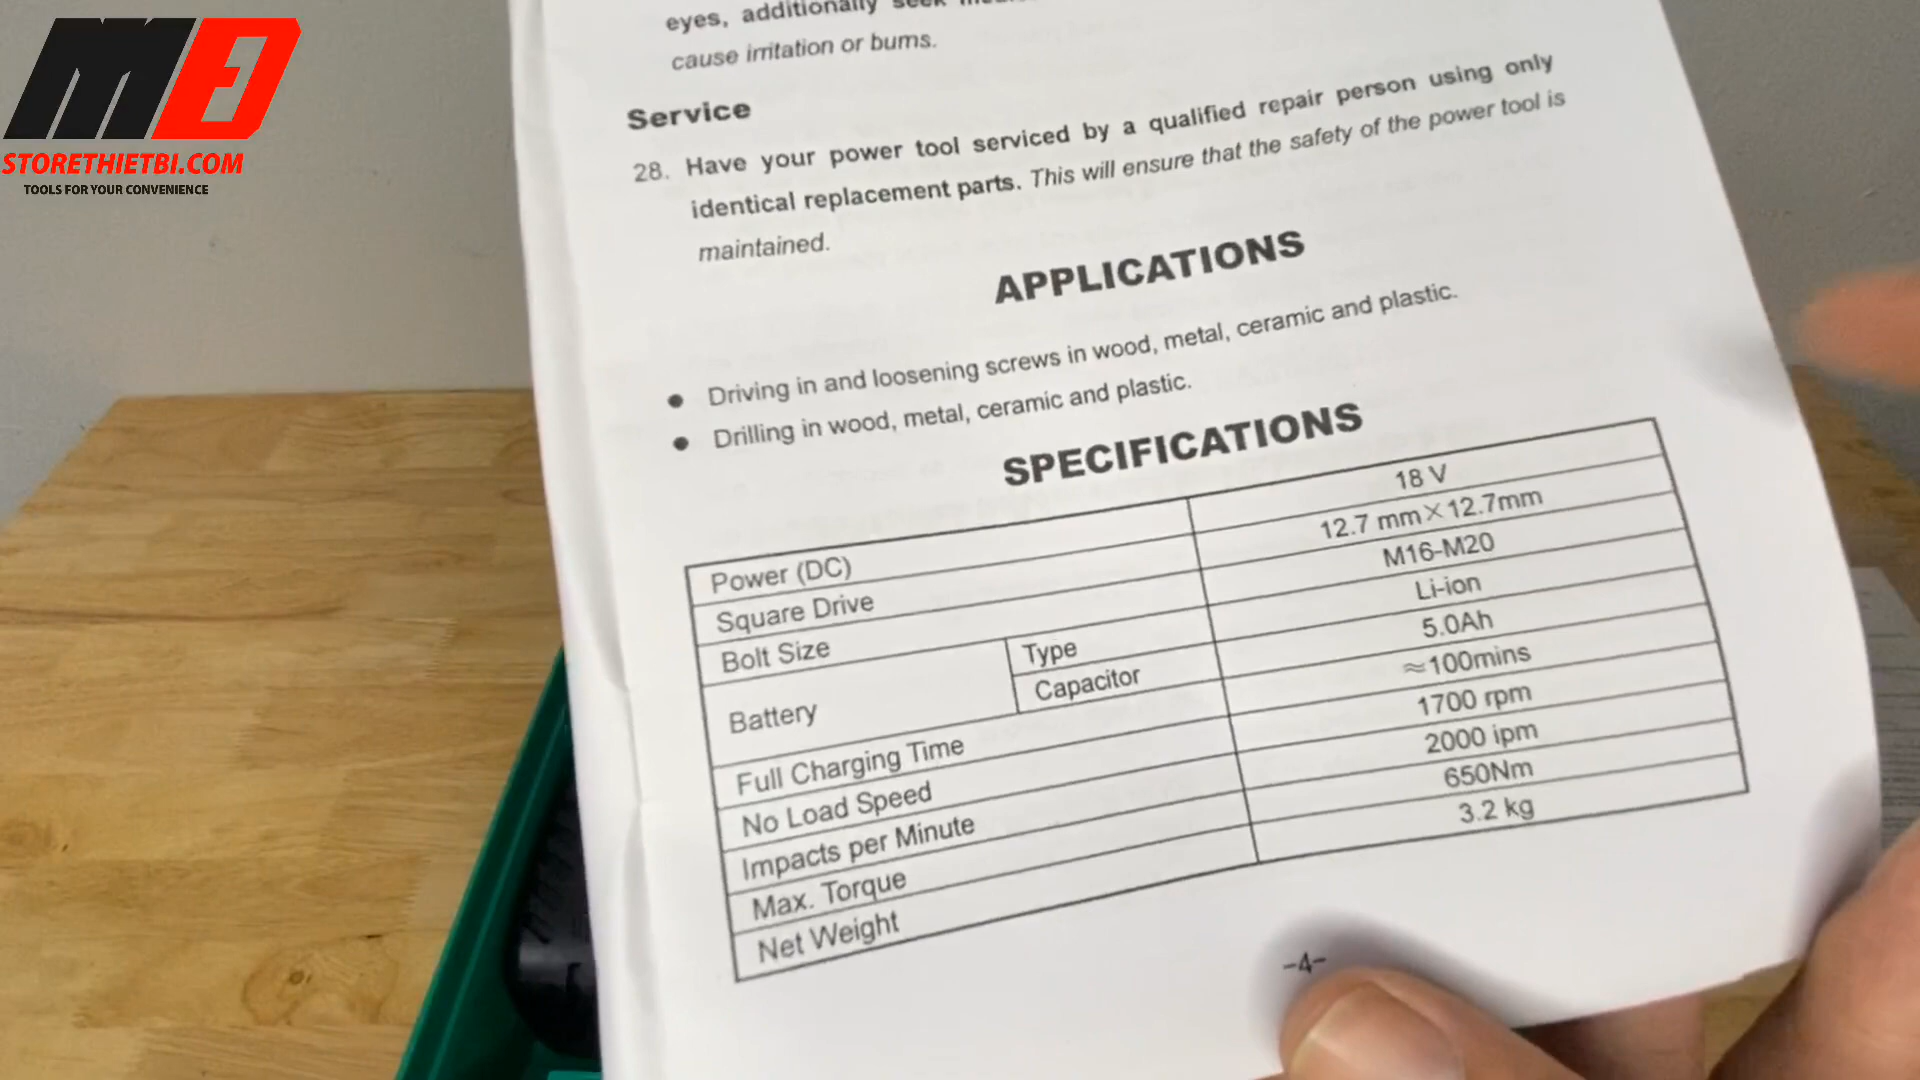 MB
STORETHIETBI.COM
TOOLS FOR YOUR CONVENIENCE
eyes, additionally seek
cause irritation or burns.
Service
28. Have your power tool serviced by a qualified repair person using only
identical replacement parts. This will ensure that the safety of the power tool is
maintained.
APPLICATIONS
● Driving in and loosening screws in wood, metal, ceramic and plastic.
● Drilling in wood, metal, ceramic and plastic.
SPECIFICATIONS
Power (DC) 18 V
Square Drive 12.7 mm×12.7mm
Bolt Size M16-M20
Battery Type Li-ion
Capacitor 5.0Ah
Full Charging Time ≈100mins
No Load Speed 1700 rpm
Impacts per Minute 2000 ipm
Max. Torque 650Nm
Net Weight 3.2 kg
-4-